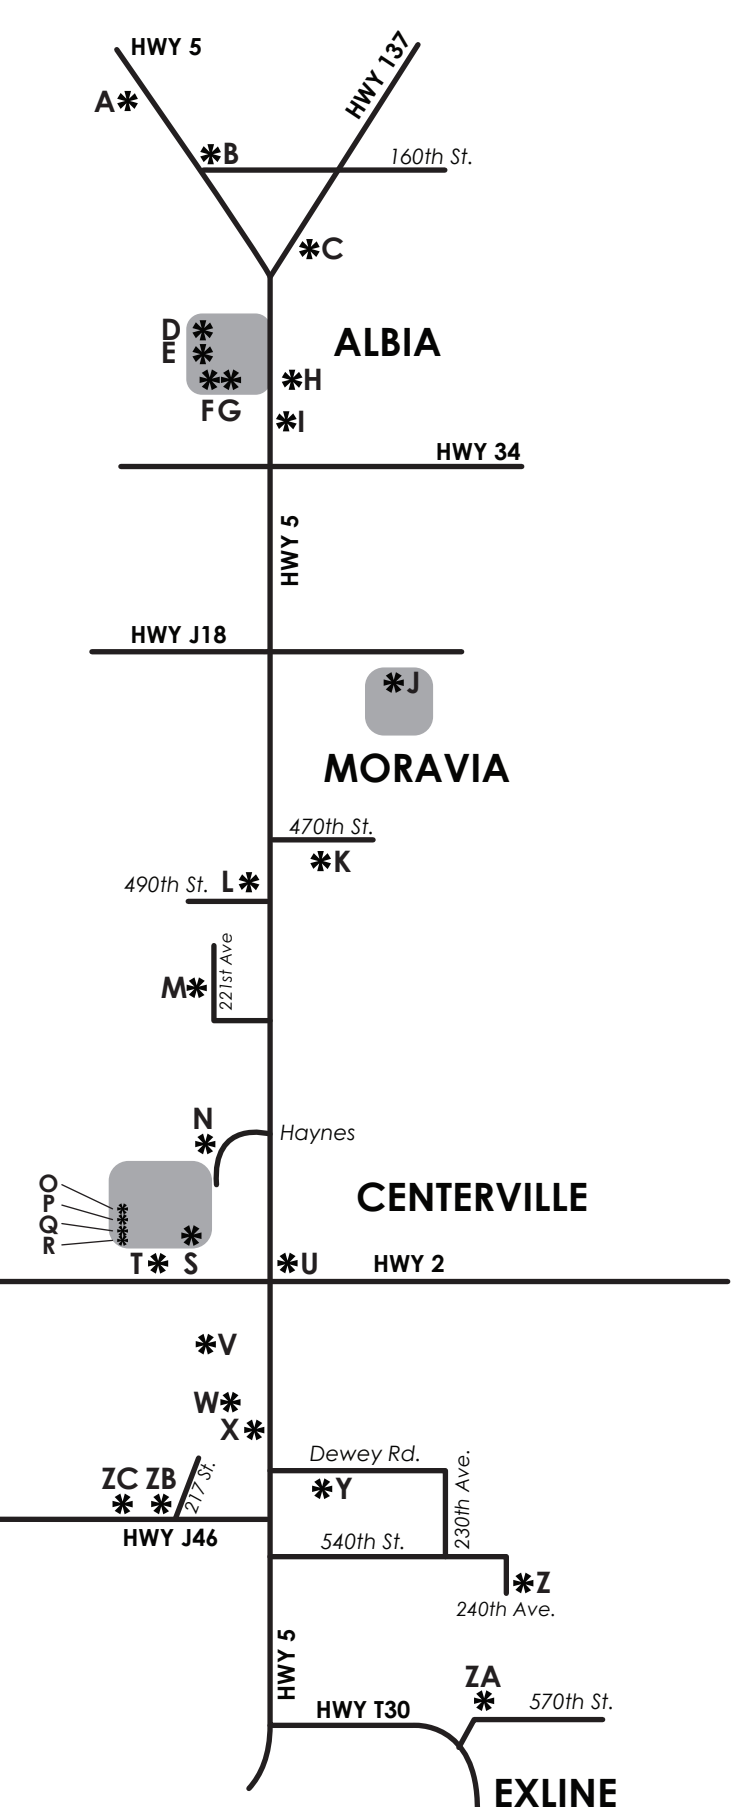 HWY 5
HWY 137
A*
*B
160th St.
*C
D *
E *
**
F G
ALBIA
*H
*I
HWY 34
HWY 5
HWY J18
*J
MORAVIA
470th St.
*K
490th St. L*
M*
221st Ave
N
*
Haynes
O *
P *
Q *
R *
*
T* S
CENTERVILLE
*U
HWY 2
*V
W*
X*
Dewey Rd.
*Y
230th Ave.
ZC ZB
* *
217 St.
HWY J46
540th St.
*Z
240th Ave.
HWY 5
ZA
*
570th St.
HWY T30
EXLINE